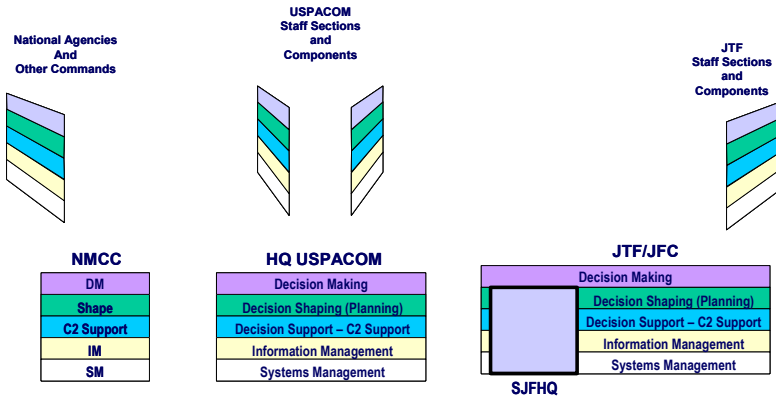 National Agencies
And
Other Commands
USPACOM
Staff Sections
and
Components
JTF
Staff Sections
and
Components
NMCC
DM
Shape
C2 Support
IM
SM
HQ USPACOM
Decision Making
Decision Shaping (Planning)
Decision Support – C2 Support
Information Management
Systems Management
JTF/JFC
Decision Making
Decision Shaping (Planning)
Decision Support – C2 Support
Information Management
Systems Management
SJFHQ